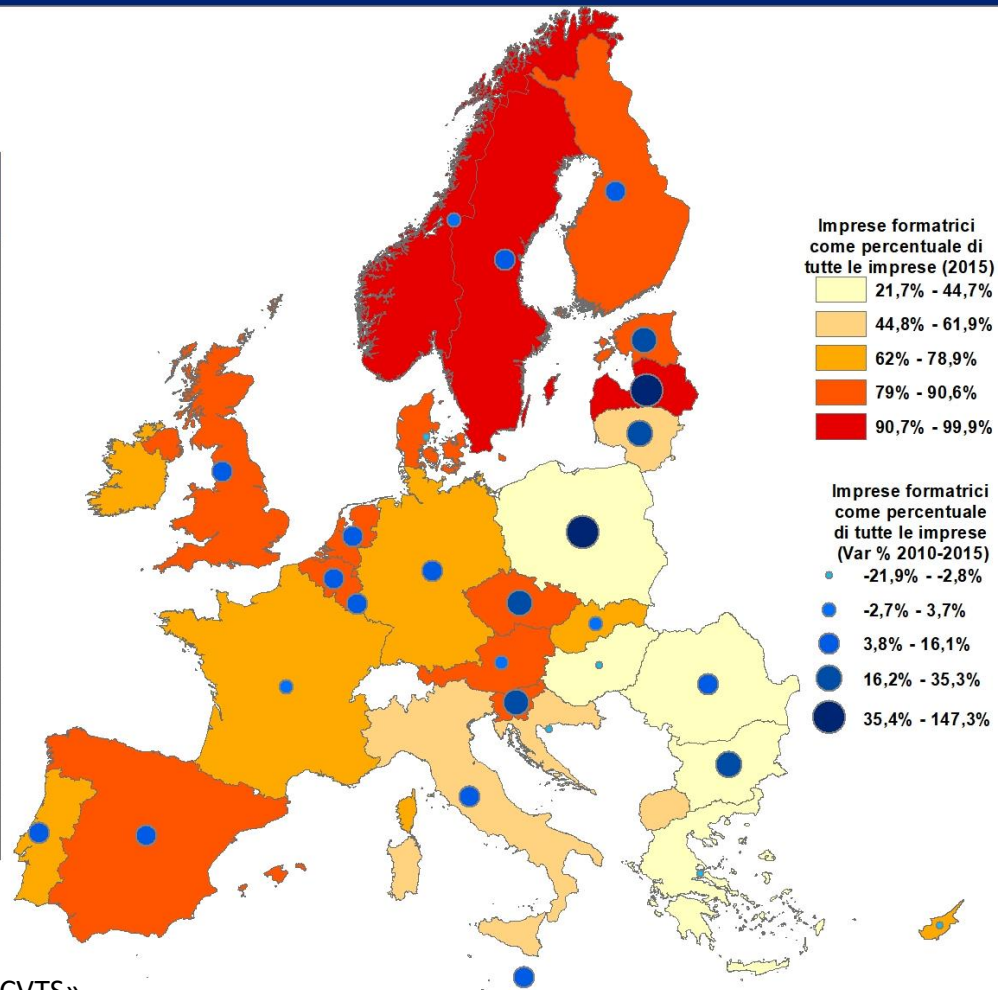 Imprese formatrici
come percentuale di
tutte le imprese (2015)
21,7% - 44,7%
44,8% - 61,9%
62% - 78,9%
79% - 90,6%
90,7% - 99,9%
Imprese formatrici
come percentuale
di tutte le imprese
(Var % 2010-2015)
-21,9% - -2,8%
-2,7% - 3,7%
3,8% - 16,1%
16,2% - 35,3%
35,4% - 147,3%
CVTS»